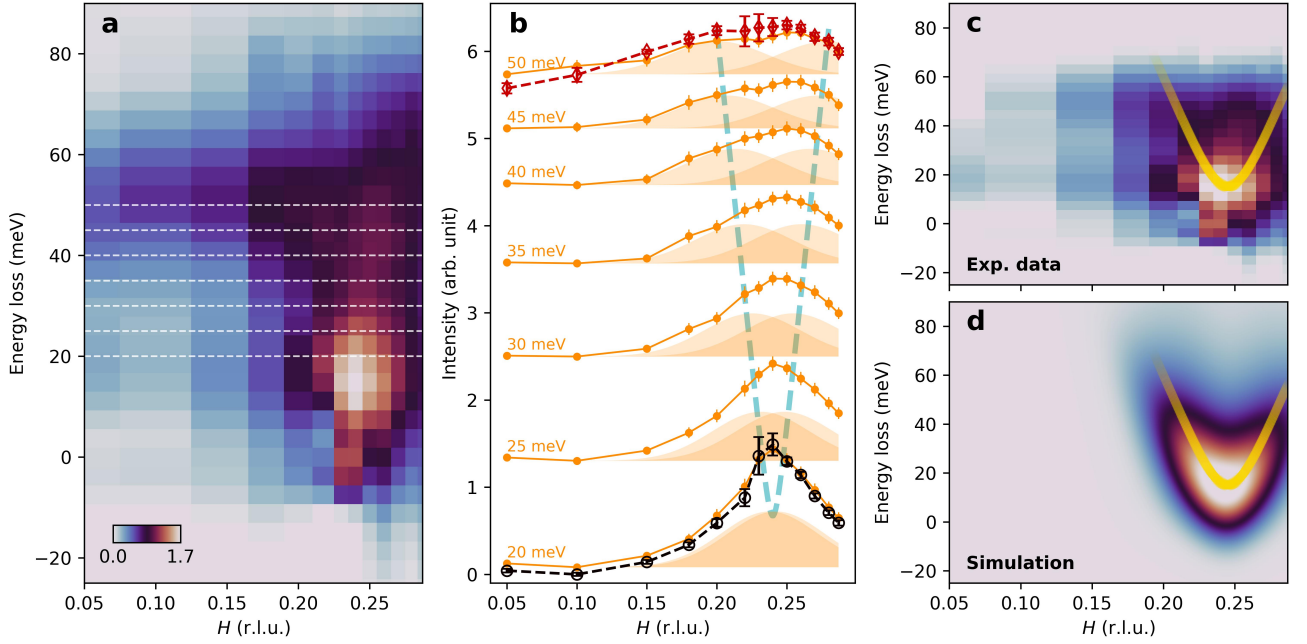 a
80
60
40
20
0
−20
Energy loss (meV)
0.0
1.7
0.05
0.10
0.15
0.20
0.25
H (r.l.u.)
b
6
5
4
3
2
1
0
Intensity (arb. unit)
50 meV
45 meV
40 meV
35 meV
30 meV
25 meV
20 meV
0.05
0.10
0.15
0.20
0.25
H (r.l.u.)
c
80
60
40
20
0
−20
Energy loss (meV)
Exp. data
d
80
60
40
20
0
−20
Energy loss (meV)
Simulation
0.05
0.10
0.15
0.20
0.25
H (r.l.u.)